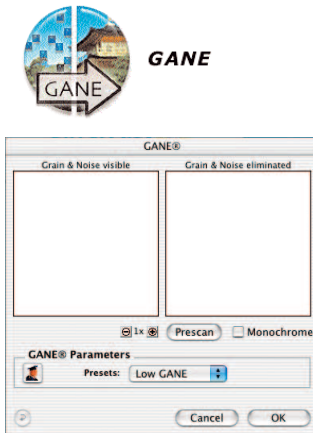 GANE
GANE
GANE®
Grain & Noise visible Grain & Noise eliminated
1x Prescan Monochrome
GANE® Parameters
Presets: Low GANE
Cancel OK